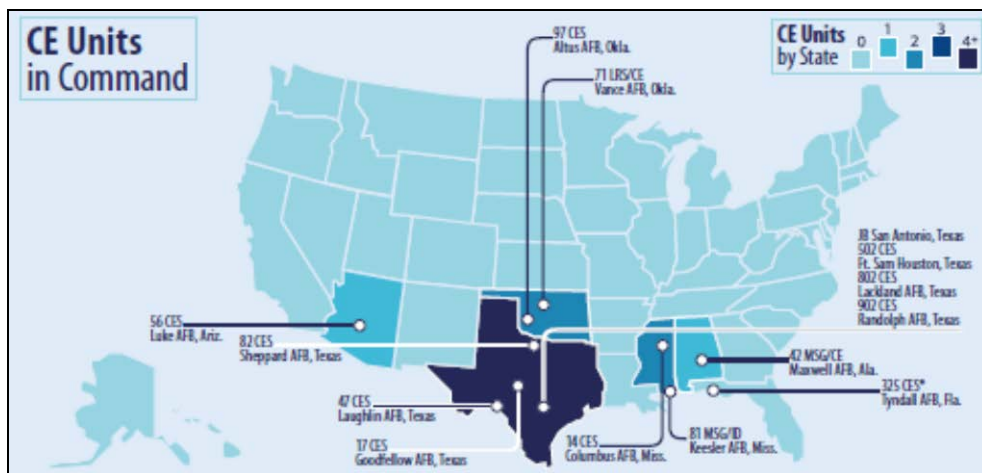 CE Units
in Command
97 CES
Altus AFB, Okla.
71 LRS/CE
Vance AFB, Okla.
CE Units
by State
0 1 2 3 4+
JB San Antonio, Texas
502 CES
Ft. Sam Houston, Texas
802 CES
Lackland AFB, Texas
902 CES
Randolph AFB, Texas
56 CES
Luke AFB, Ariz.
82 CES
Sheppard AFB, Texas
42 MSG/CE
Maxwell AFB, Ala.
325 CES*
Tyndall AFB, Fla.
47 CES
Laughlin AFB, Texas
17 CES
Goodfellow AFB, Texas
14 CES
Columbus AFB, Miss.
81 MSG/ID
Keesler AFB, Miss.